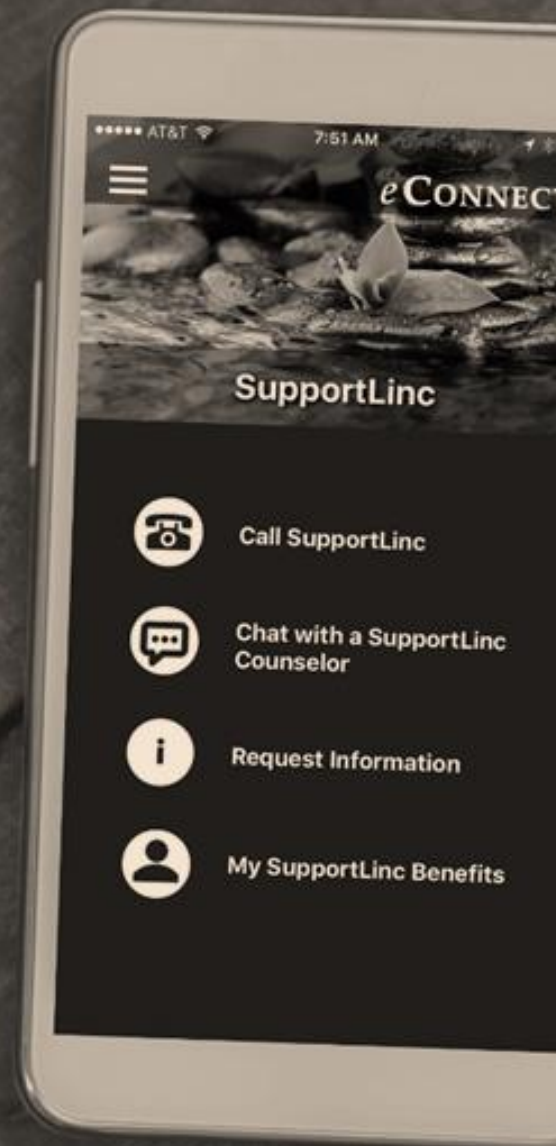 AT&T
7:51 AM
eCONNEC
SupportLinc
Call SupportLinc
Chat with a SupportLinc
Counselor
i
Request Information
My SupportLinc Benefits